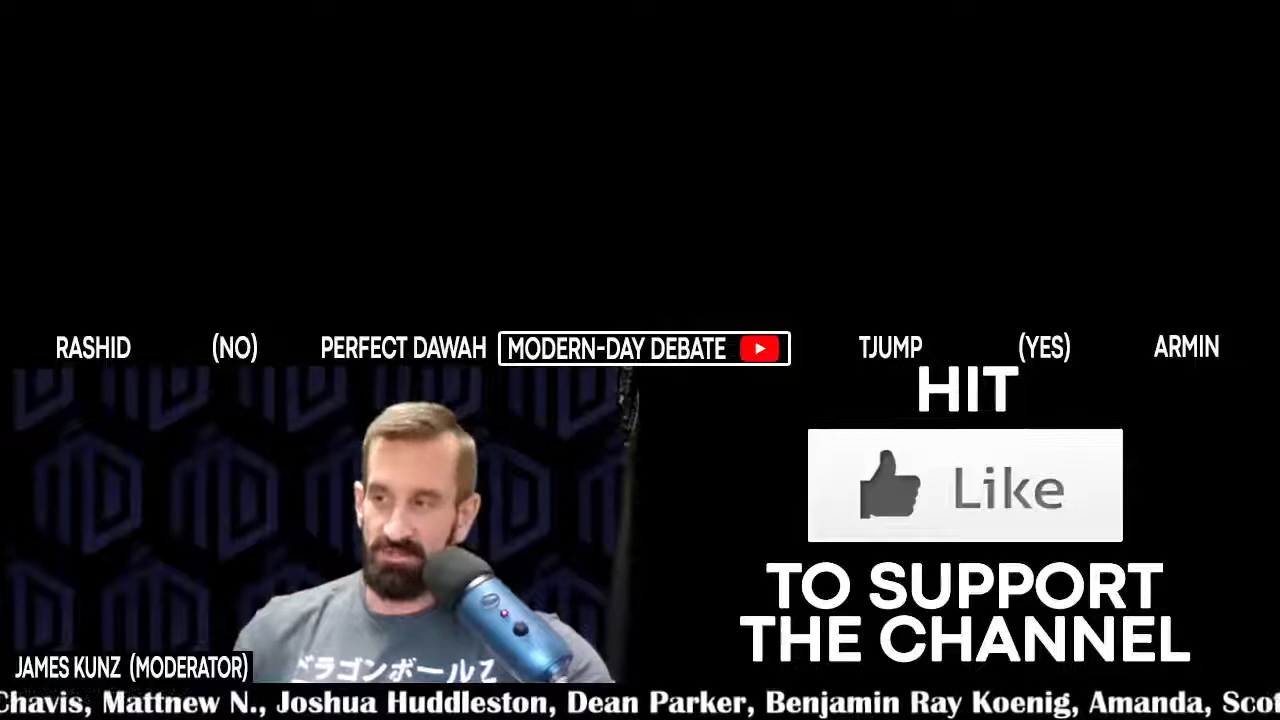 RASHID (NO) PERFECT DAWAH MODERN-DAY DEBATE TJUMP (YES) ARMIN
HIT
Like
TO SUPPORT
THE CHANNEL
ドラゴンボールZ
JAMES KUNZ (MODERATOR)
Chavis, Mattnew N., Joshua Huddleston, Dean Parker, Benjamin Ray Koenig, Amanda, Scot